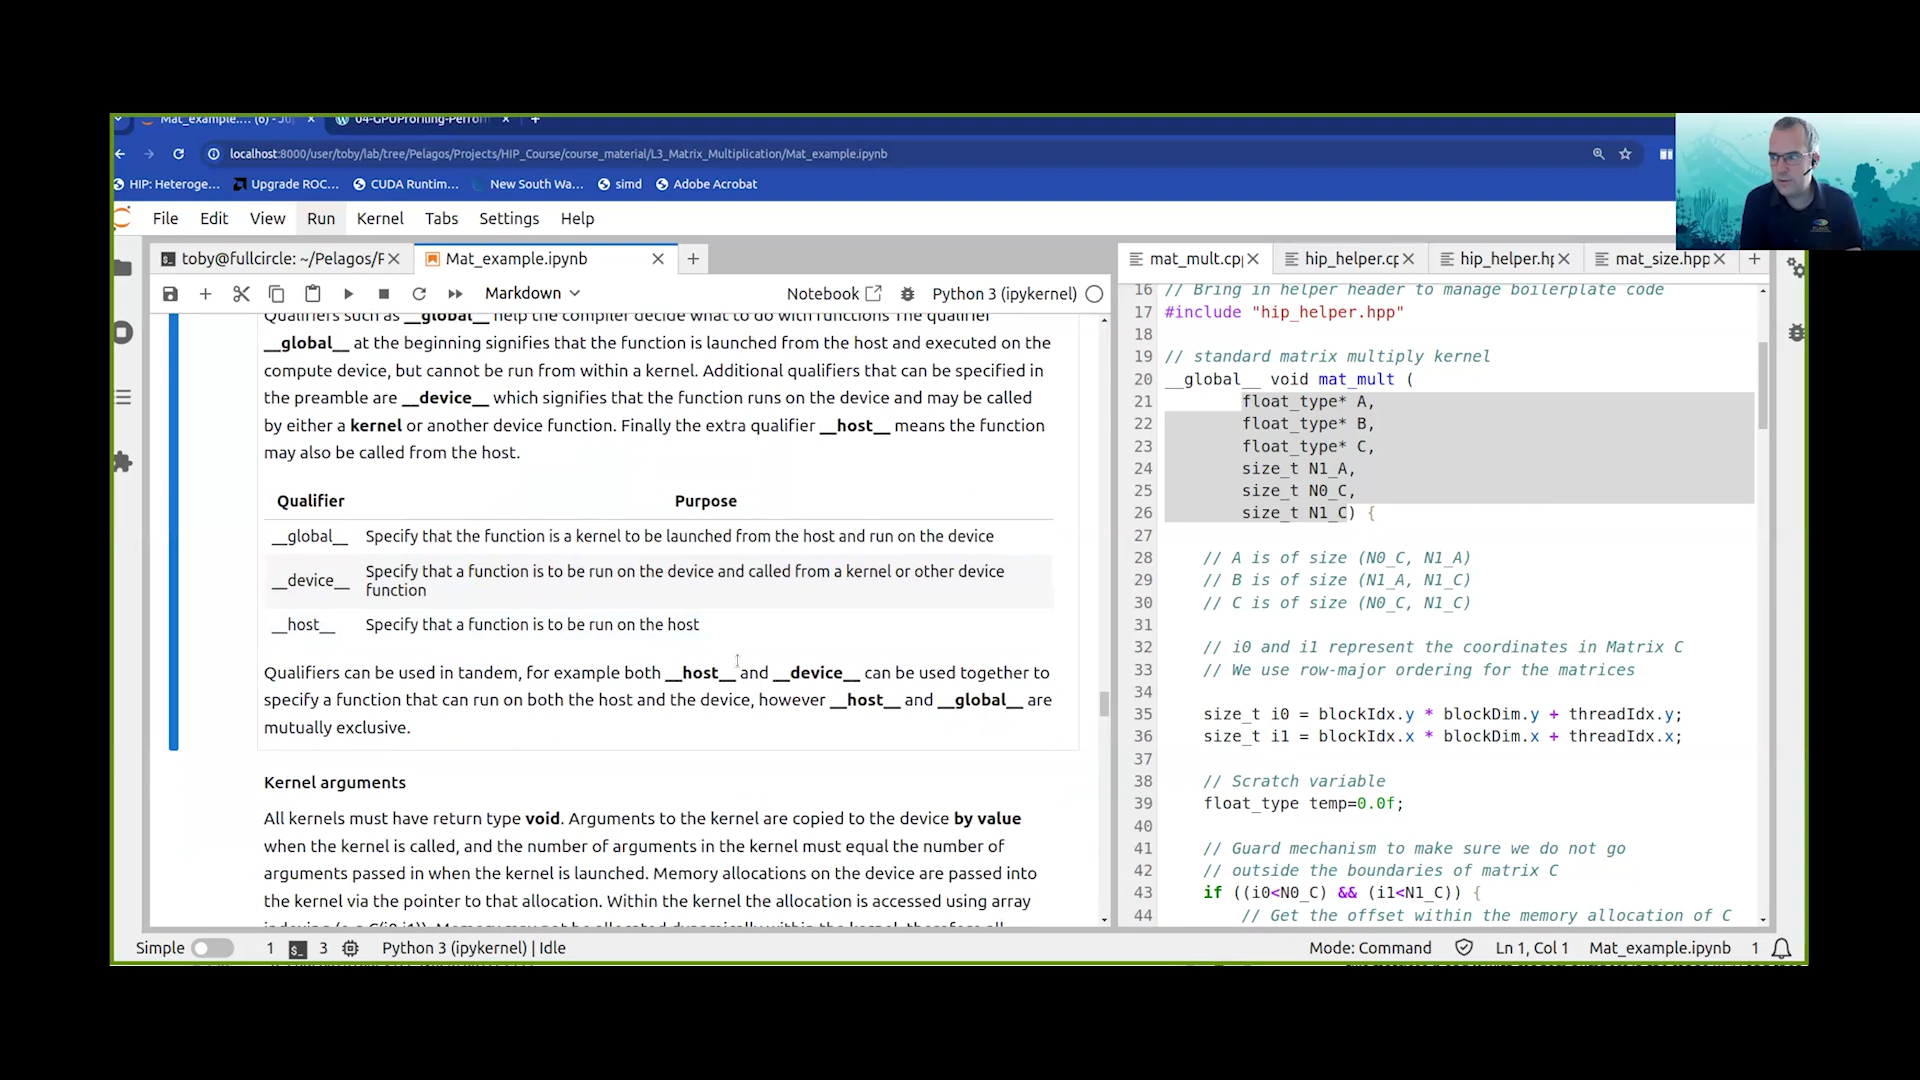 Mat_example.... (6) - Ju
04-GPUProfiling-Perfor
localhost:8000/user/toby/lab/tree/Pelagos/Projects/HIP_Course/course_material/L3_Matrix_Multiplication/Mat_example.ipynb
HIP: Heteroge... Upgrade ROC... CUDA Runtim... New South Wa... simd Adobe Acrobat
File Edit View Run Kernel Tabs Settings Help
toby@fullcircle: ~/Pelagos/F
Mat_example.ipynb
Markdown
Notebook
Python 3 (ipykernel)
Qualifiers such as __global__ help the compiler decide what to do with functions The qualifier
__global__ at the beginning signifies that the function is launched from the host and executed on the
compute device, but cannot be run from within a kernel. Additional qualifiers that can be specified in
the preamble are __device__ which signifies that the function runs on the device and may be called
by either a kernel or another device function. Finally the extra qualifier __host__ means the function
may also be called from the host.
Qualifier Purpose
__global__ Specify that the function is a kernel to be launched from the host and run on the device
__device__ Specify that a function is to be run on the device and called from a kernel or other device
function
__host__ Specify that a function is to be run on the host
Qualifiers can be used in tandem, for example both __host__ and __device__ can be used together to
specify a function that can run on both the host and the device, however __host__ and __global__ are
mutually exclusive.
Kernel arguments
All kernels must have return type void. Arguments to the kernel are copied to the device by value
when the kernel is called, and the number of arguments in the kernel must equal the number of
arguments passed in when the kernel is launched. Memory allocations on the device are passed into
the kernel via the pointer to that allocation. Within the kernel the allocation is accessed using array
mat_mult.cp hip_helper.cp hip_helper.h mat_size.hpp
16 // Bring in helper header to manage boilerplate code
17 #include "hip_helper.hpp"
18
19 // standard matrix multiply kernel
20 __global__ void mat_mult (
21 float_type* A,
22 float_type* B,
23 float_type* C,
24 size_t N1_A,
25 size_t N0_C,
26 size_t N1_C) {
27
28 // A is of size (N0_C, N1_A)
29 // B is of size (N1_A, N1_C)
30 // C is of size (N0_C, N1_C)
31
32 // i0 and i1 represent the coordinates in Matrix C
33 // We use row-major ordering for the matrices
34
35 size_t i0 = blockIdx.y * blockDim.y + threadIdx.y;
36 size_t i1 = blockIdx.x * blockDim.x + threadIdx.x;
37
38 // Scratch variable
39 float_type temp=0.0f;
40
41 // Guard mechanism to make sure we do not go
42 // outside the boundaries of matrix C
43 if ((i0<N0_C) && (i1<N1_C)) {
44 // Get the offset within the memory allocation of C
Simple 1 3 Python 3 (ipykernel) | Idle
Mode: Command Ln 1, Col 1 Mat_example.ipynb 1